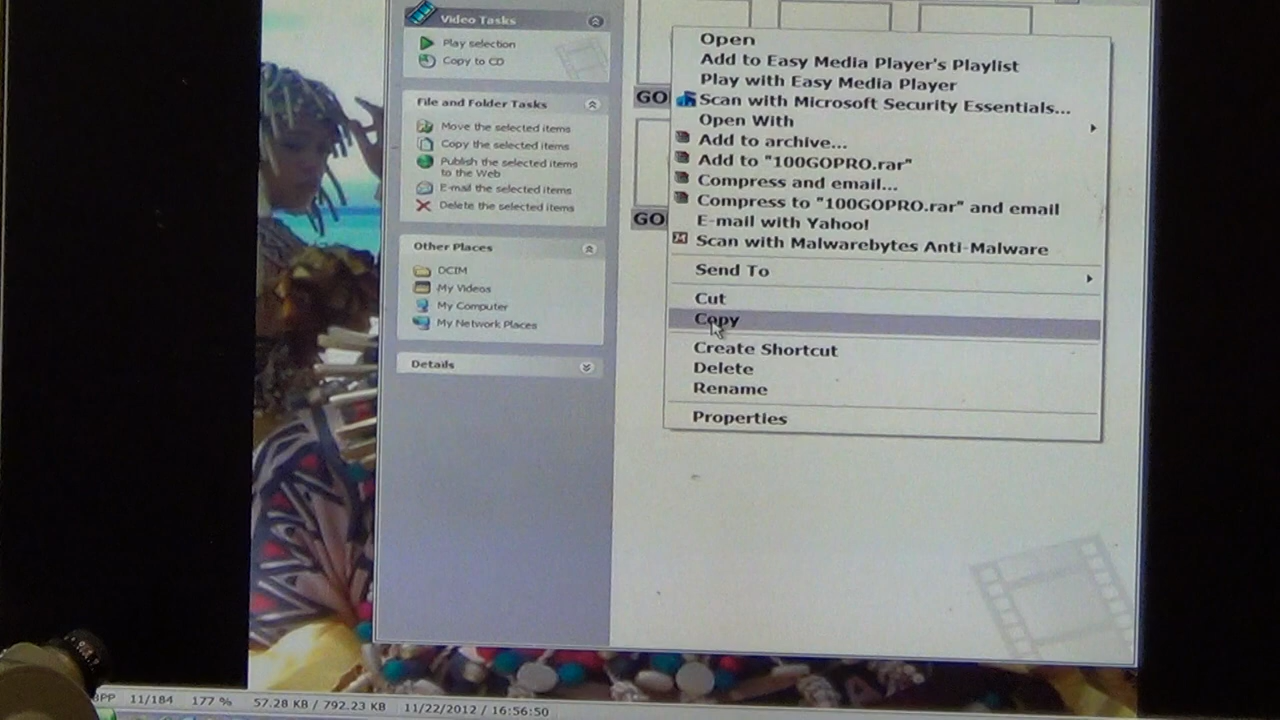 Video Tasks
Play selection
Copy to CD
File and Folder Tasks
Move the selected items
Copy the selected items
Publish the selected items
to the Web
E-mail the selected items
Delete the selected items
Other Places
DCIM
My Videos
My Computer
My Network Places
Details
GO
GO
Open
Add to Easy Media Player's Playlist
Play with Easy Media Player
Scan with Microsoft Security Essentials...
Open With
Add to archive...
Add to "100GOPRO.rar"
Compress and email...
Compress to "100GOPRO.rar" and email
E-mail with Yahoo!
Scan with Malwarebytes Anti-Malware
Send To
Cut
Copy
Create Shortcut
Delete
Rename
Properties
BPP 11/184 177 % 57.28 KB / 792.23 KB 11/22/2012 / 16:56:50